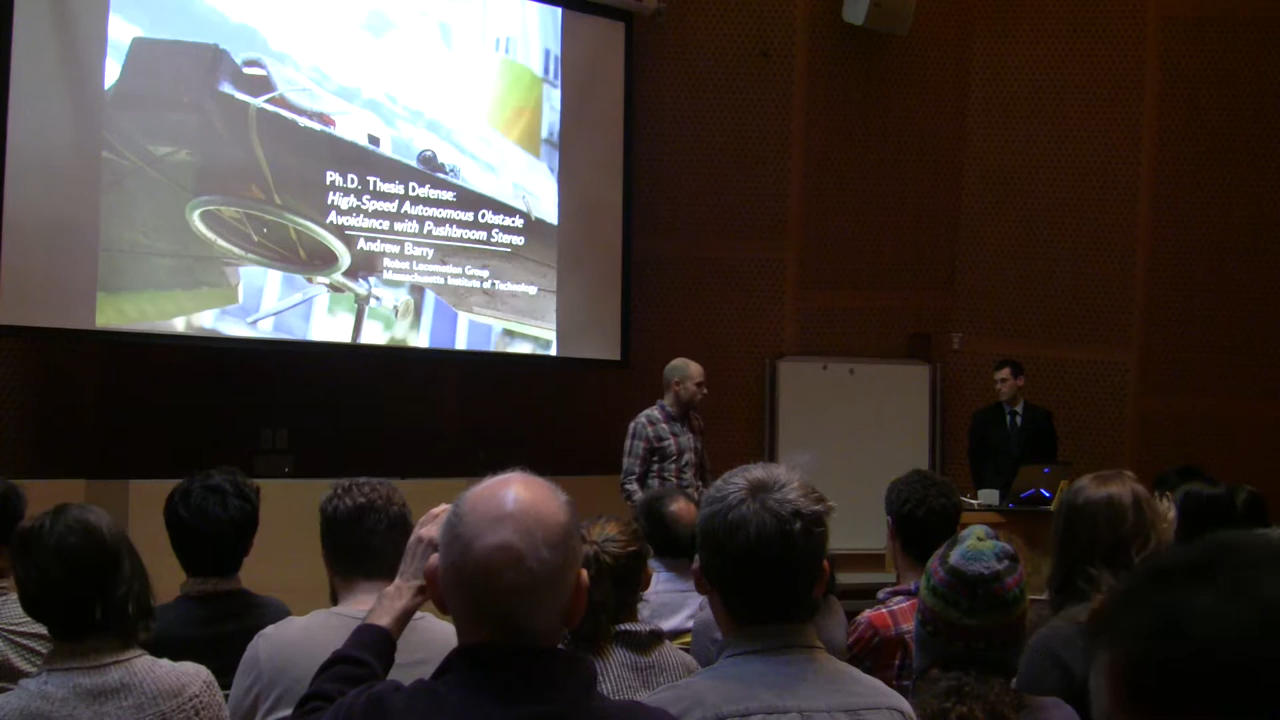 Ph.D. Thesis Defense:
High-Speed Autonomous Obstacle
Avoidance with Pushbroom Stereo
Andrew Barry
Robot Locomotion Group
Massachusetts Institute of Technology